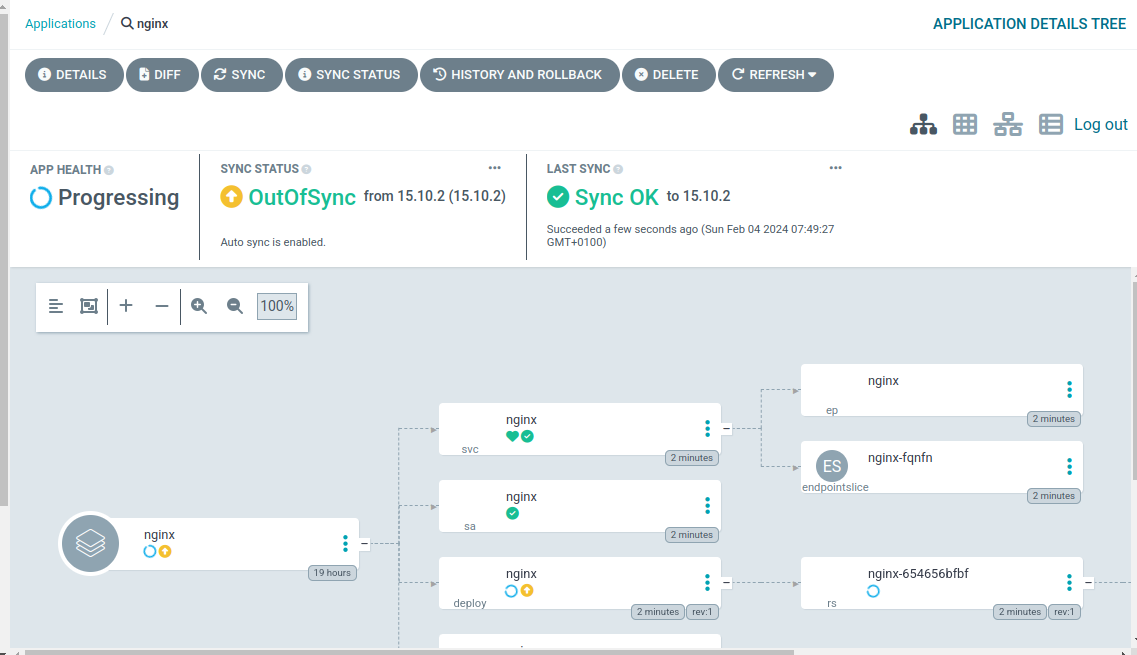 Applications / nginx
APPLICATION DETAILS TREE
DETAILS
DIFF
SYNC
SYNC STATUS
HISTORY AND ROLLBACK
DELETE
REFRESH
Log out
APP HEALTH
Progressing
SYNC STATUS
OutOfSync from 15.10.2 (15.10.2)
Auto sync is enabled.
LAST SYNC
Sync OK to 15.10.2
Succeeded a few seconds ago (Sun Feb 04 2024 07:49:27
GMT+0100)
100%
nginx
19 hours
nginx
svc
2 minutes
nginx
sa
2 minutes
nginx
deploy
2 minutes
rev:1
nginx
ep
2 minutes
ES
nginx-fqnfn
endpointslice
2 minutes
nginx-654656bfbf
rs
2 minutes
rev:1